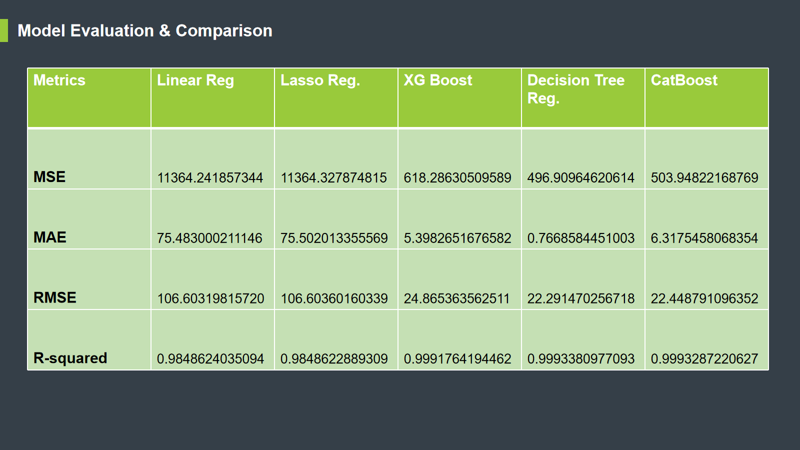 Model Evaluation & Comparison
Metrics Linear Reg Lasso Reg. XG Boost Decision Tree Reg. CatBoost
MSE 11364.241857344 11364.327874815 618.28630509589 496.90964620614 503.94822168769
MAE 75.483000211146 75.502013355569 5.3982651676582 0.7668584451003 6.3175458068354
RMSE 106.60319815720 106.60360160339 24.865363562511 22.291470256718 22.448791096352
R-squared 0.9848624035094 0.9848622889309 0.9991764194462 0.9993380977093 0.9993287220627